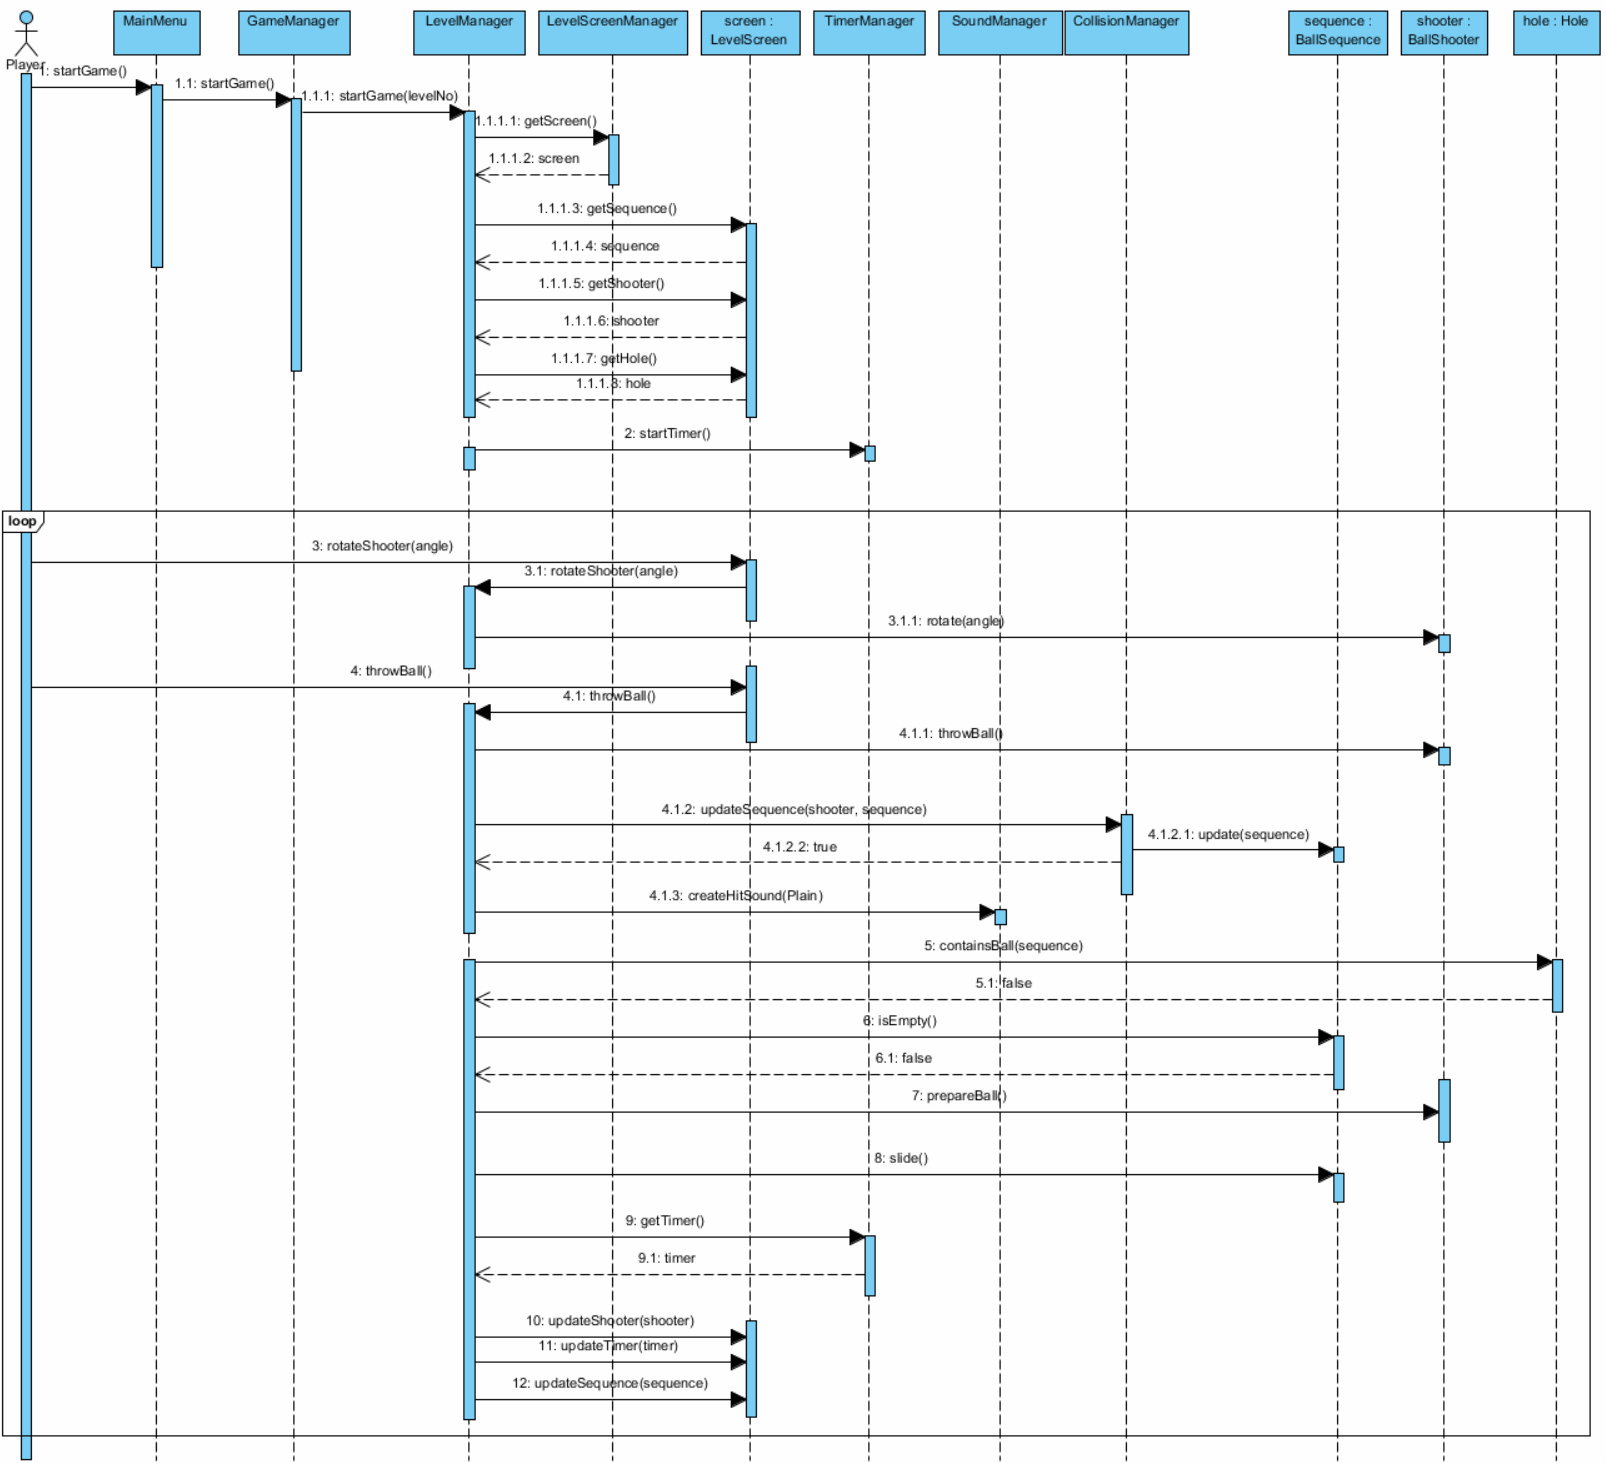 MainMenu
GameManager
LevelManager
LevelScreenManager
screen :
LevelScreen
TimerManager
SoundManager
CollisionManager
sequence :
BallSequence
shooter :
BallShooter
hole : Hole
Player
1: startGame()
1.1: startGame()
1.1.1: startGame(levelNo)
1.1.1.1: getScreen()
1.1.1.2: screen
1.1.1.3: getSequence()
1.1.1.4: sequence
1.1.1.5: getShooter()
1.1.1.6: shooter
1.1.1.7: getHole()
1.1.1.8: hole
2: startTimer()
loop
3: rotateShooter(angle)
3.1: rotateShooter(angle)
3.1.1: rotate(angle)
4: throwBall()
4.1: throwBall()
4.1.1: throwBall()
4.1.2: updateSequence(shooter, sequence)
4.1.2.1: update(sequence)
4.1.2.2: true
4.1.3: createHitSound(Plain)
5: containsBall(sequence)
5.1: false
6: isEmpty()
6.1: false
7: prepareBall()
8: slide()
9: getTimer()
9.1: timer
10: updateShooter(shooter)
11: updateTimer(timer)
12: updateSequence(sequence)